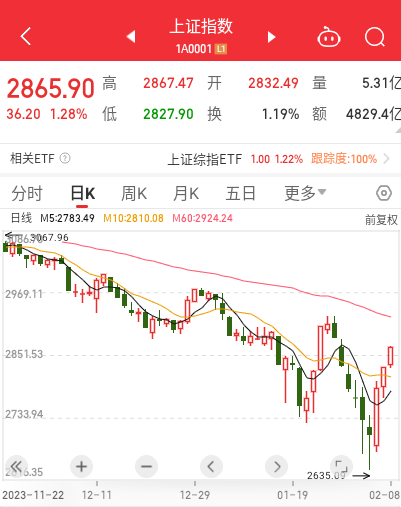 上证指数
1A0001 L1
2865.90 高 2867.47 开 2832.49 量 5.31亿
36.20 1.28% 低 2827.90 换 1.19% 额 4829.4亿
相关ETF ? 上证综指ETF 1.00 1.22% 跟踪度:100%
分时 日K 周K 月K 五日 更多
日线 M5:2783.49 M10:2810.08 M60:2924.24 前复权
3067.96
2969.11
2851.53
2733.94
2635.09
2023-11-22 12-11 12-29 01-19 02-08